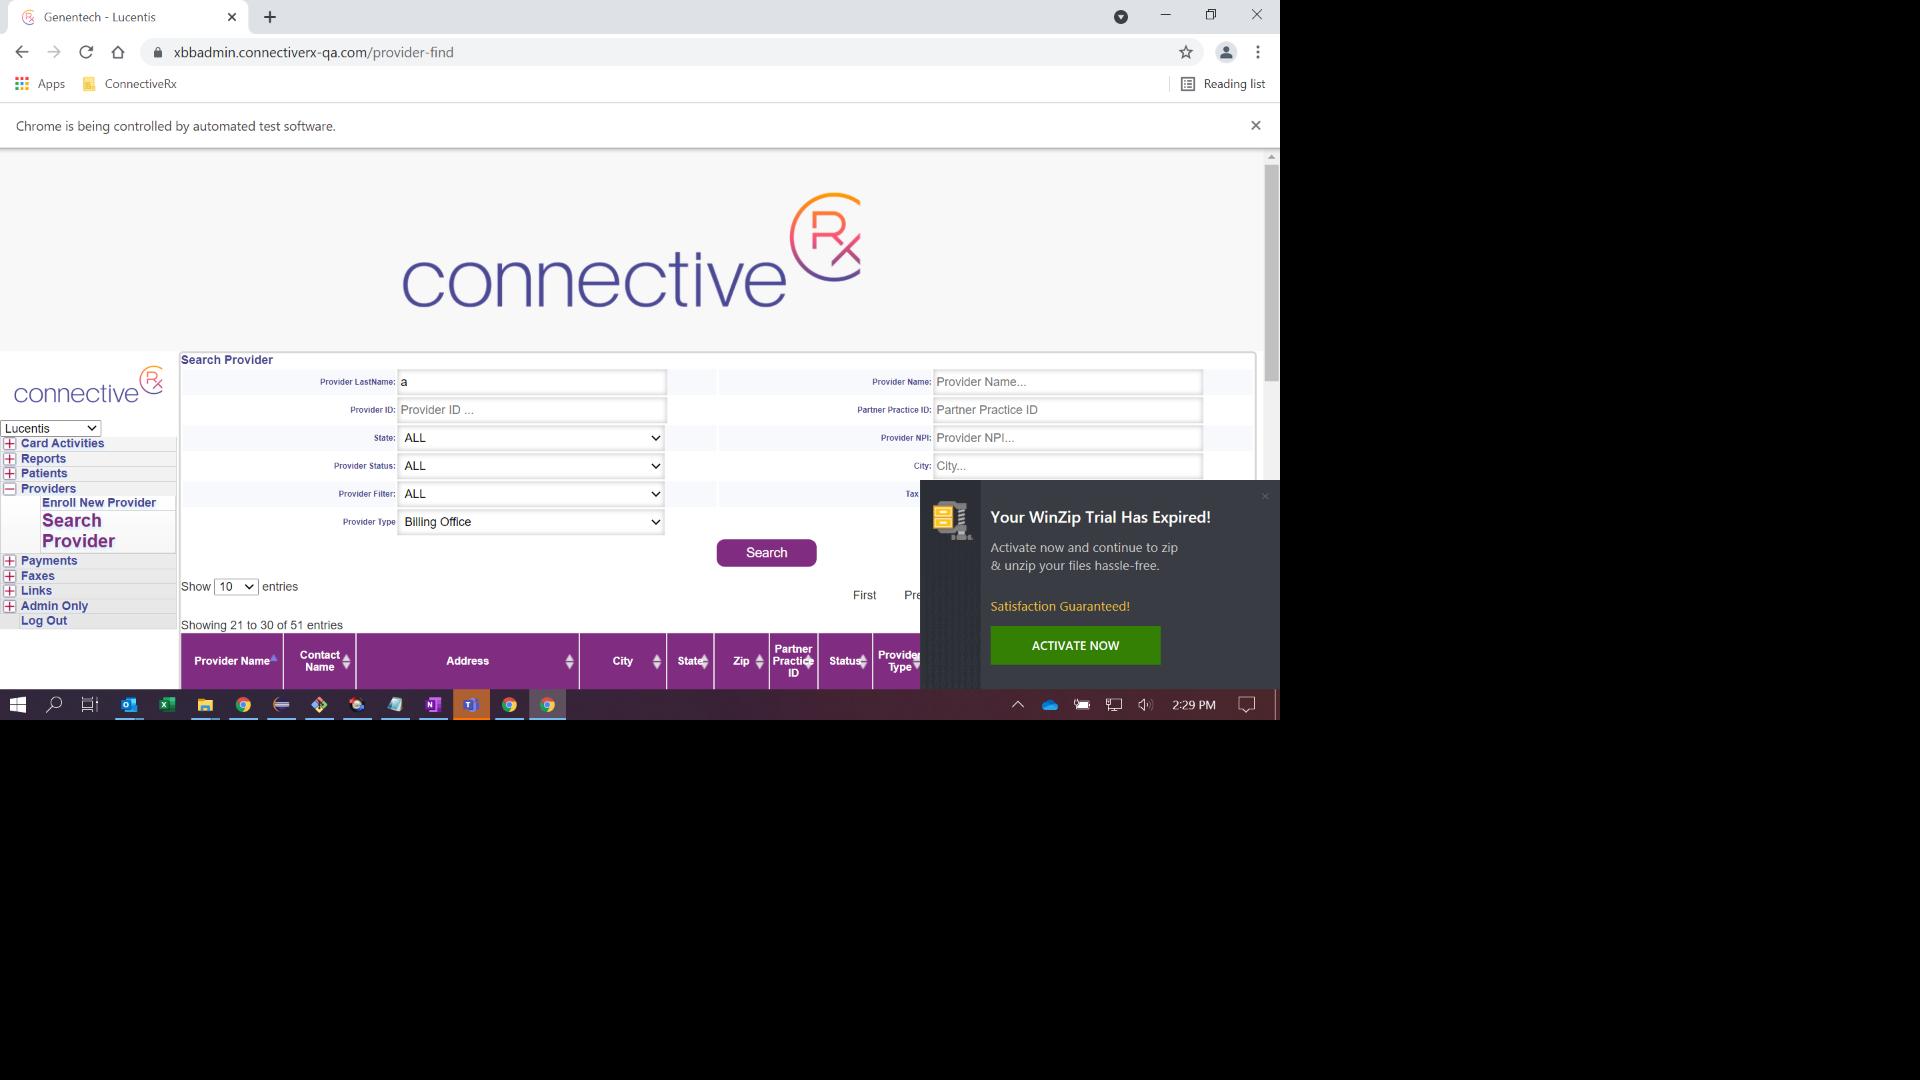 Genentech - Lucentis
xbbadmin.connectiverx-qa.com/provider-find
Apps ConnectiveRx Reading list
Chrome is being controlled by automated test software.
connective Rx
connective Rx
Lucentis
Card Activities
Reports
Patients
Providers
Enroll New Provider
Search
Provider
Payments
Faxes
Links
Admin Only
Log Out
Search Provider
Provider LastName: a Provider Name: Provider Name...
Provider ID: Provider ID ... Partner Practice ID: Partner Practice ID
State: ALL Provider NPI: Provider NPI...
Provider Status: ALL City: City...
Provider Filter: ALL Tax
Provider Type Billing Office
Search
Show 10 entries
First Pre
Showing 21 to 30 of 51 entries
Provider Name Contact Name Address City State Zip Partner Practice ID Status Provider Type
Your WinZip Trial Has Expired!
Activate now and continue to zip
& unzip your files hassle-free.
Satisfaction Guaranteed!
ACTIVATE NOW
2:29 PM